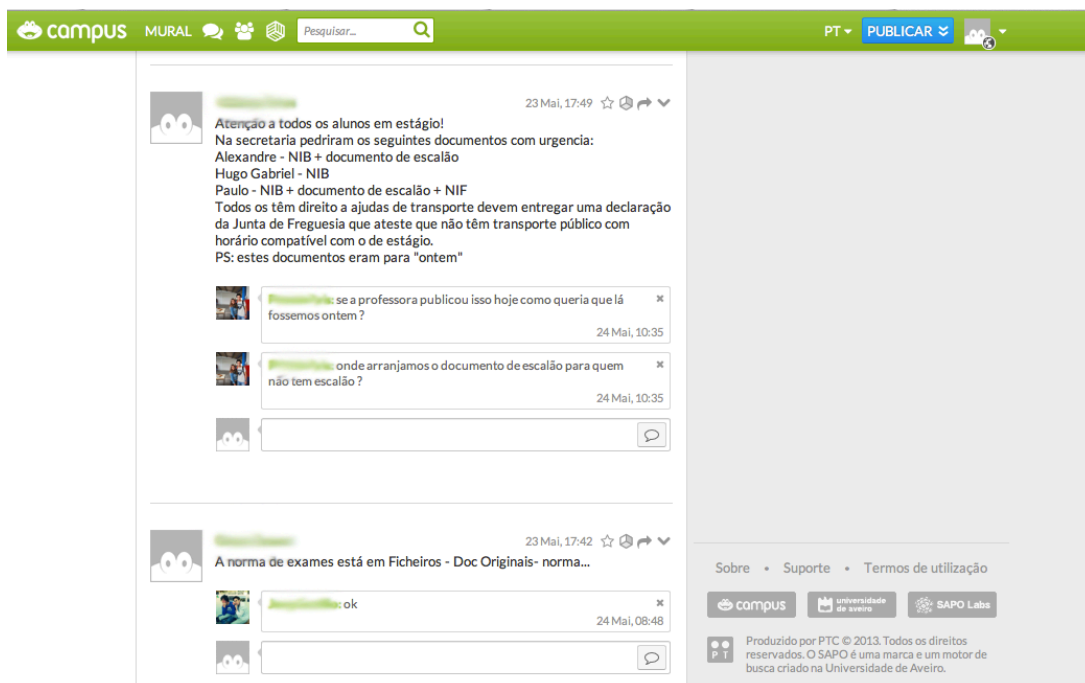 campus MURAL Pesquisar... PT PUBLICAR
23 Mai, 17:49
Atenção a todos os alunos em estágio!
Na secretaria pedriram os seguintes documentos com urgencia:
Alexandre - NIB + documento de escalão
Hugo Gabriel - NIB
Paulo - NIB + documento de escalão + NIF
Todos os têm direito a ajudas de transporte devem entregar uma declaração
da Junta de Freguesia que ateste que não têm transporte público com
horário compatível com o de estágio.
PS: estes documentos eram para "ontem"
: se a professora publicou isso hoje como queria que lá
fossemos ontem ?
24 Mai, 10:35
: onde arranjamos o documento de escalão para quem
não tem escalão ?
24 Mai, 10:35
23 Mai, 17:42
A norma de exames está em Ficheiros - Doc Originais- norma...
: ok
24 Mai, 08:48
Sobre • Suporte • Termos de utilização
campus universidade de aveiro SAPO Labs
PT
Produzido por PTC © 2013. Todos os direitos
reservados. O SAPO é uma marca e um motor de
busca criado na Universidade de Aveiro.